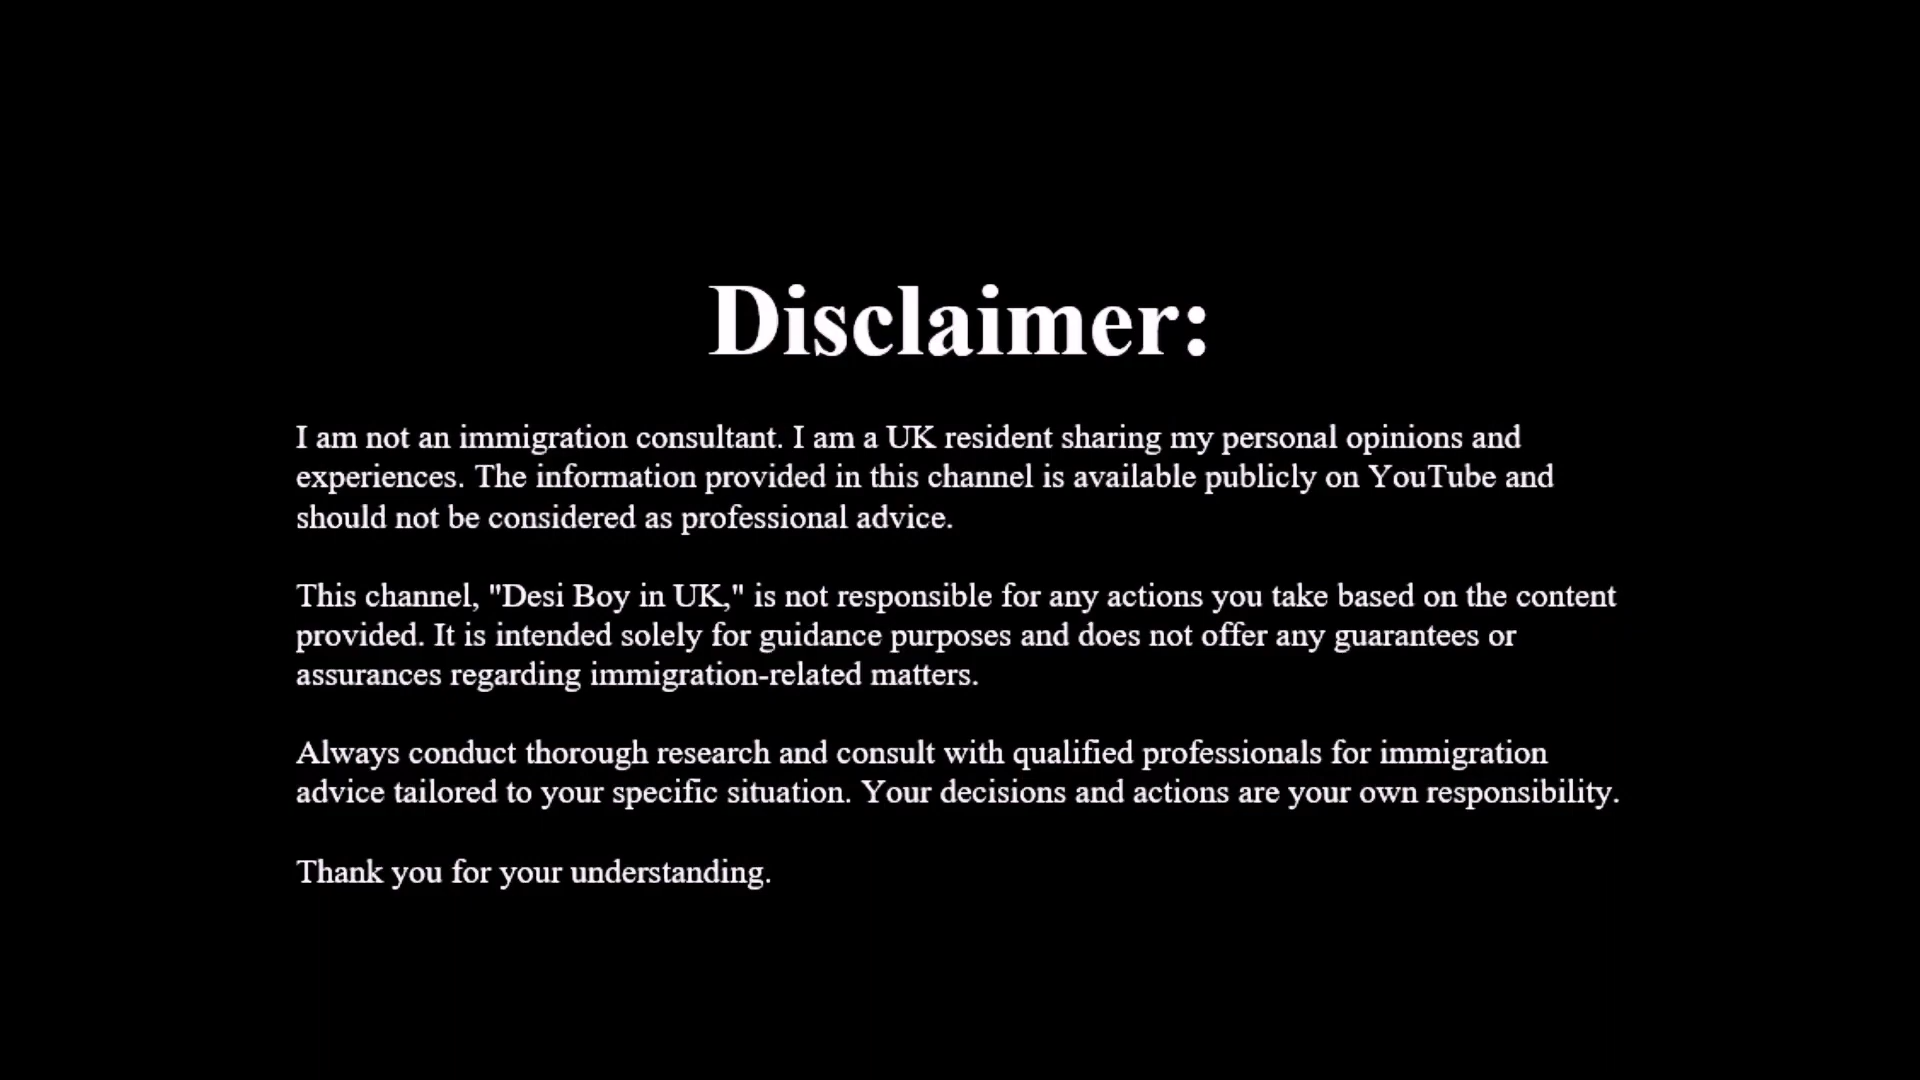 Disclaimer:
I am not an immigration consultant. I am a UK resident sharing my personal opinions and
experiences. The information provided in this channel is available publicly on YouTube and
should not be considered as professional advice.
This channel, "Desi Boy in UK," is not responsible for any actions you take based on the content
provided. It is intended solely for guidance purposes and does not offer any guarantees or
assurances regarding immigration-related matters.
Always conduct thorough research and consult with qualified professionals for immigration
advice tailored to your specific situation. Your decisions and actions are your own responsibility.
Thank you for your understanding.